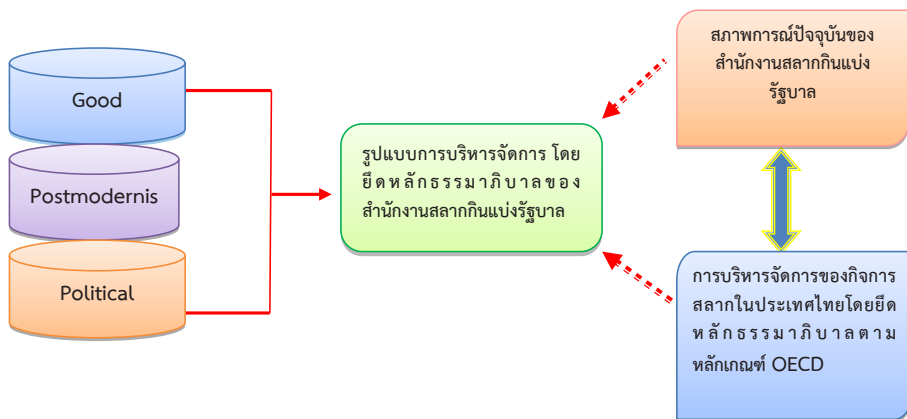 Good
Postmodernis
Political
รูปแบบการบริหารจัดการ โดย
ยึดหลักธรรมาภิบาลของ
สำนักงานสลากกินแบ่งรัฐบาล
สภาพการณ์ปัจจุบันของ
สำนักงานสลากกินแบ่ง
รัฐบาล
การบริหารจัดการของกิจการ
สลากในประเทศไทยโดยยึด
หลักธรรมาภิบาลตาม
หลักเกณฑ์ OECD